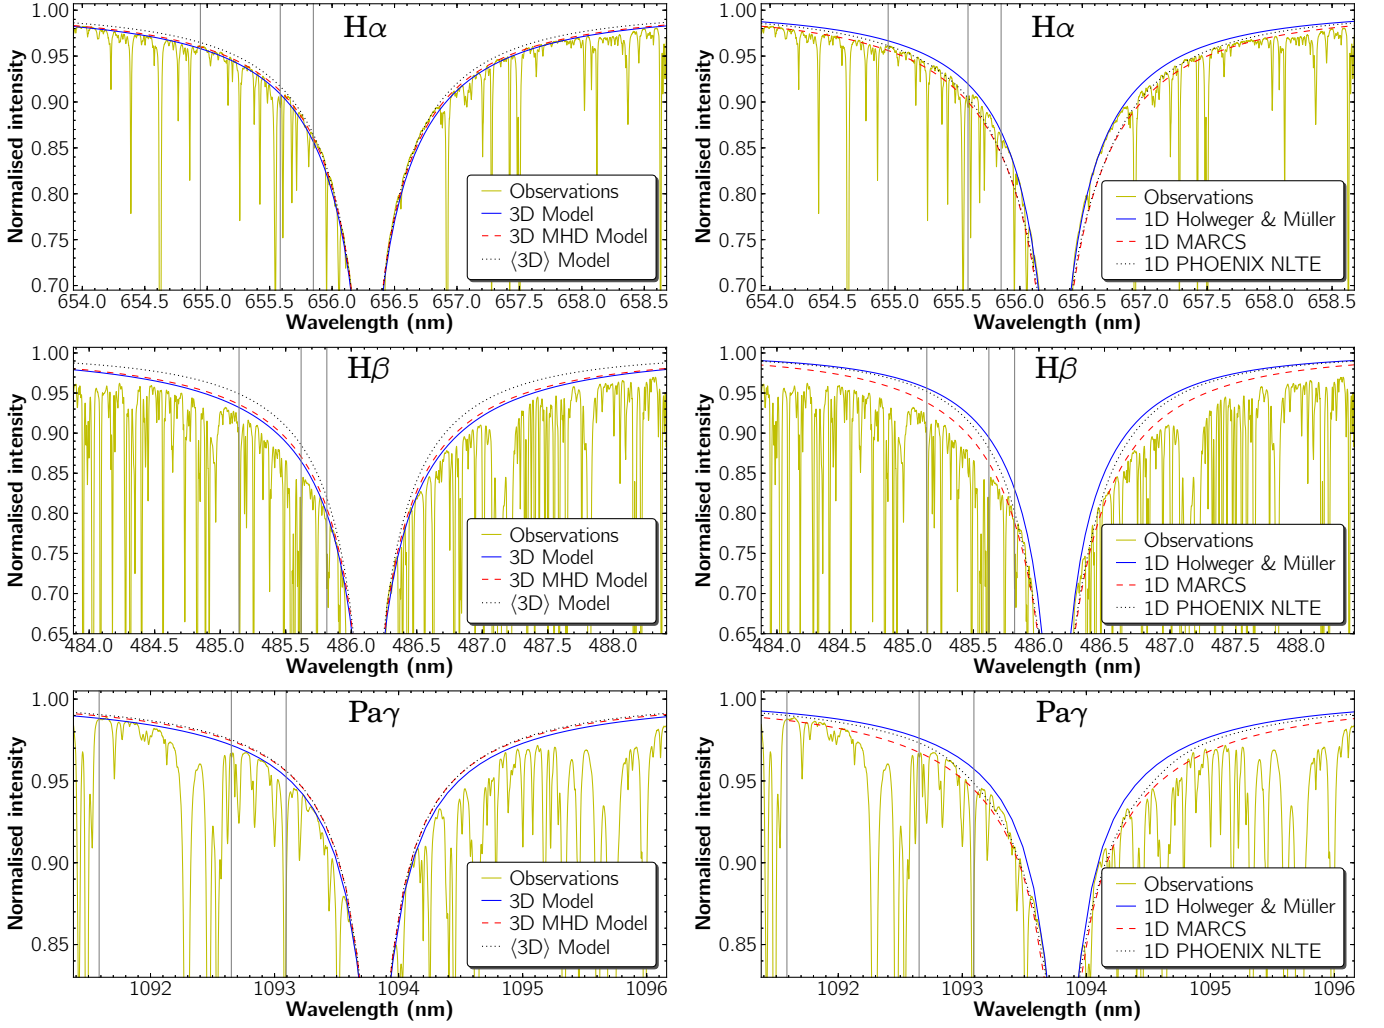 Hα
Normalised intensity
1.00
0.95
0.90
0.85
0.80
0.75
0.70
Observations
3D Model
3D MHD Model
⟨3D⟩ Model
654.0 654.5 655.0 655.5 656.0 656.5 657.0 657.5 658.0 658.5
Wavelength (nm)
Hα
Normalised intensity
1.00
0.95
0.90
0.85
0.80
0.75
0.70
Observations
1D Holweger & Müller
1D MARCS
1D PHOENIX NLTE
654.0 654.5 655.0 655.5 656.0 656.5 657.0 657.5 658.0 658.5
Wavelength (nm)
Hβ
Normalised intensity
1.00
0.95
0.90
0.85
0.80
0.75
0.70
0.65
Observations
3D Model
3D MHD Model
⟨3D⟩ Model
484.0 484.5 485.0 485.5 486.0 486.5 487.0 487.5 488.0
Wavelength (nm)
Hβ
Normalised intensity
1.00
0.95
0.90
0.85
0.80
0.75
0.70
0.65
Observations
1D Holweger & Müller
1D MARCS
1D PHOENIX NLTE
484.0 484.5 485.0 485.5 486.0 486.5 487.0 487.5 488.0
Wavelength (nm)
Paγ
Normalised intensity
1.00
0.95
0.90
0.85
Observations
3D Model
3D MHD Model
⟨3D⟩ Model
1092 1093 1094 1095 1096
Wavelength (nm)
Paγ
Normalised intensity
1.00
0.95
0.90
0.85
Observations
1D Holweger & Müller
1D MARCS
1D PHOENIX NLTE
1092 1093 1094 1095 1096
Wavelength (nm)